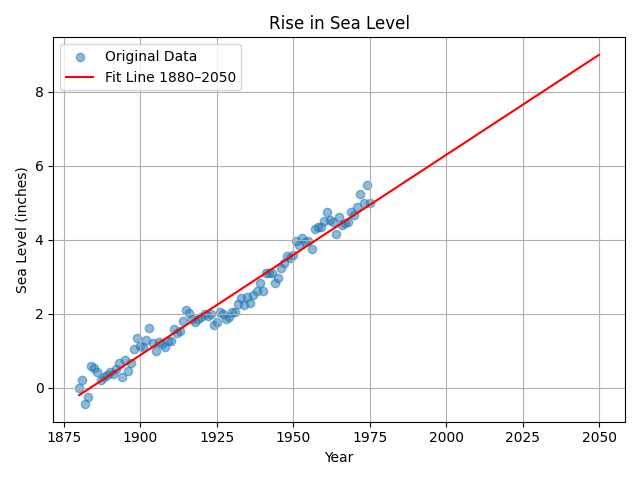 Rise in Sea Level
Original Data
Fit Line 1880–2050
Sea Level (inches)
8
6
4
2
0
1875 1900 1925 1950 1975 2000 2025 2050
Year